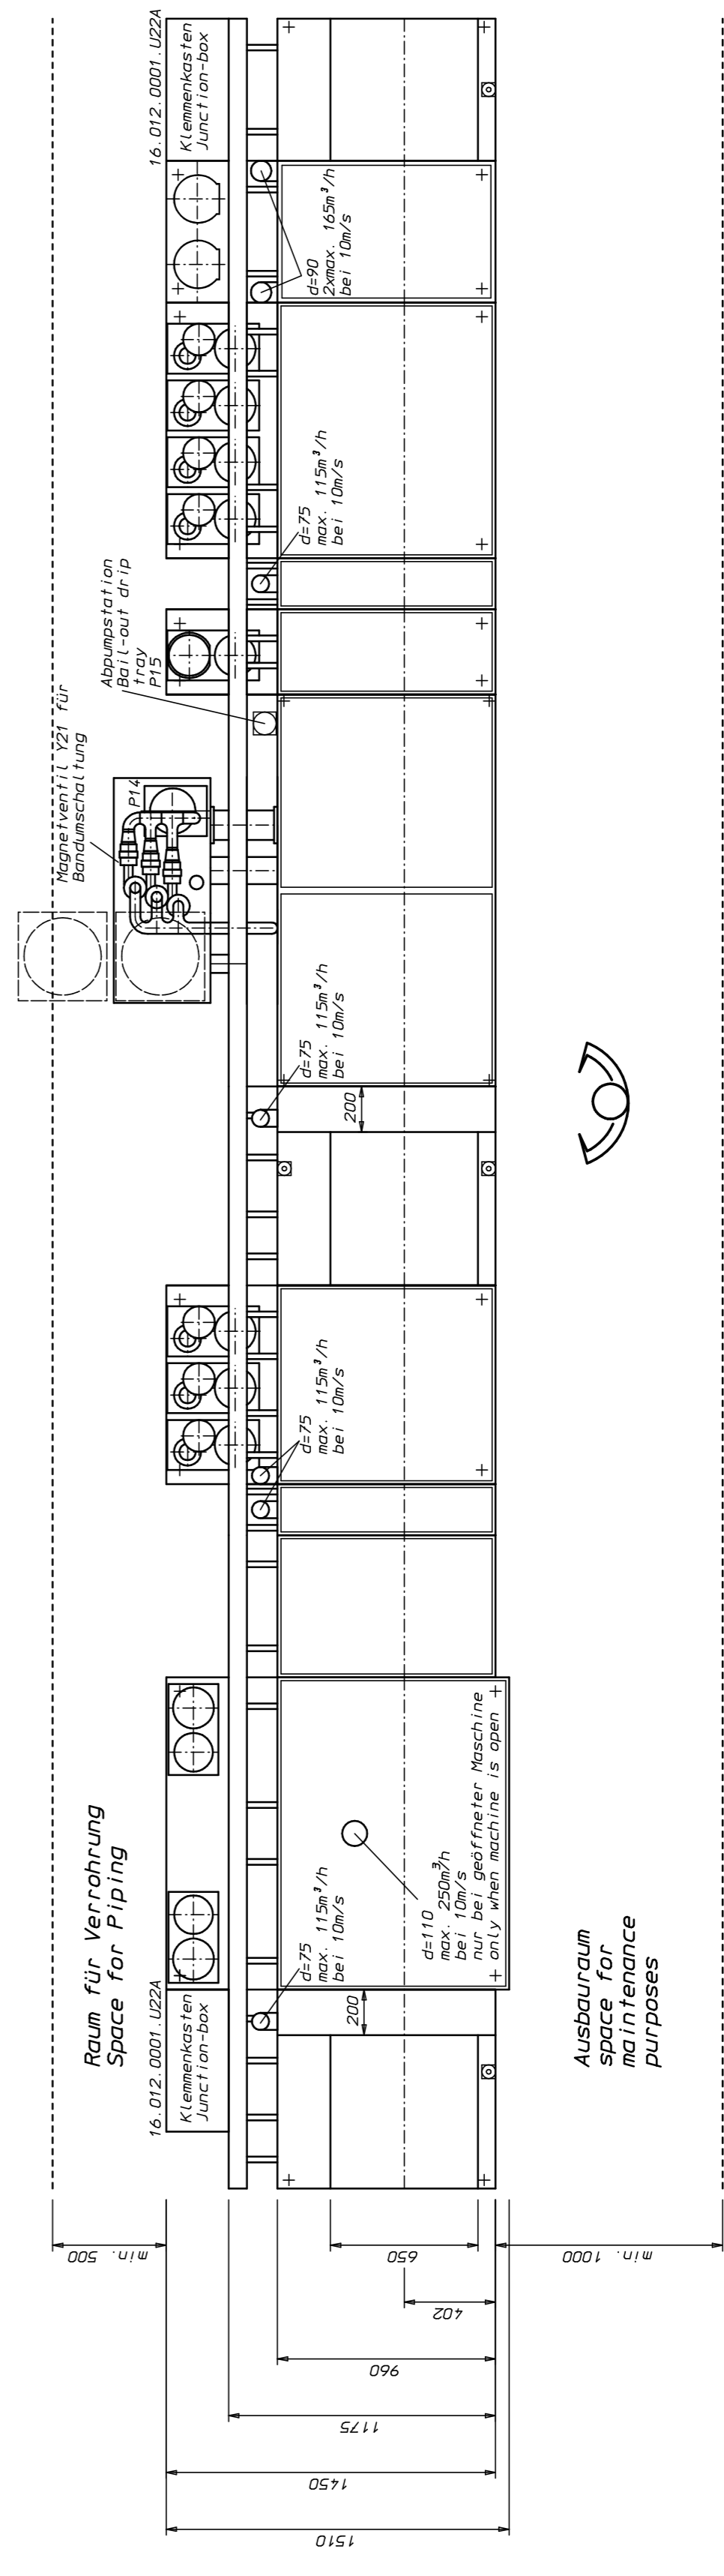 16.012.0001.U22A
Klemmenkasten
Junction-box
d=90
2xmax. 165m³/h
bei 10m/s
d=75
max. 115m³/h
bei 10m/s
Abpumpstation
Bail-out drip
tray
P15
Magnetventil Y21 für
Bandumschaltung
P14
d=75
max. 115m³/h
bei 10m/s
200
d=75
max. 115m³/h
bei 10m/s
Raum für Verrohrung
Space for Piping
d=75
max. 115m³/h
bei 10m/s
d=110
max. 250m³/h
bei 10m/s
nur bei geöffneter Maschine
only when machine is open
16.012.0001.U22A
Klemmenkasten
Junction-box
200
Ausbauraum
space for
maintenance
purposes
min. 500
650
min. 1000
402
960
1175
1450
1510